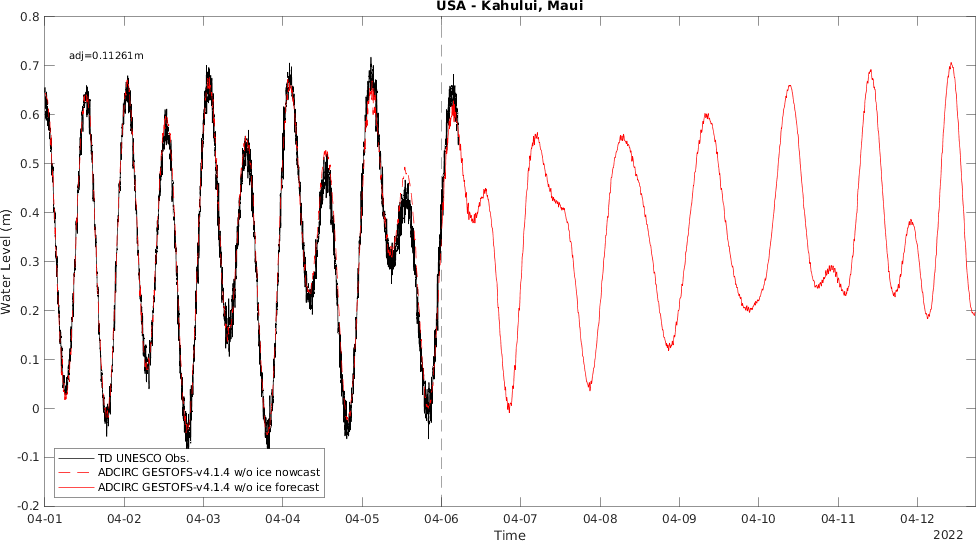 USA - Kahului, Maui
0.8
0.7
0.6
0.5
0.4
0.3
0.2
0.1
0
-0.1
-0.2
Water Level (m)
adj=0.11261m
TD UNESCO Obs.
ADCIRC GESTOFS-v4.1.4 w/o ice nowcast
ADCIRC GESTOFS-v4.1.4 w/o ice forecast
04-01 04-02 04-03 04-04 04-05 04-06 04-07 04-08 04-09 04-10 04-11 04-12
Time
2022